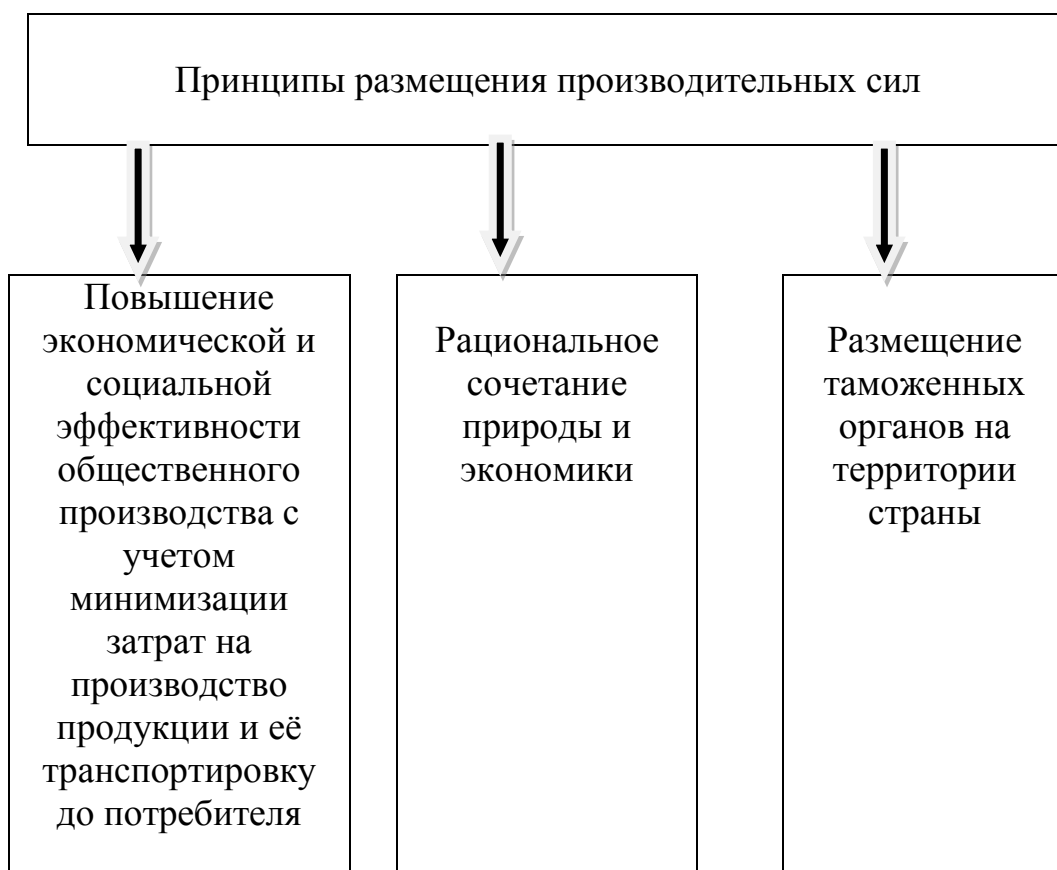 Принципы размещения производительных сил
Повышение
экономической и
социальной
эффективности
общественного
производства с
учетом
минимизации
затрат на
производство
продукции и её
транспортировку
до потребителя
Рациональное
сочетание
природы и
экономики
Размещение
таможенных
органов на
территории
страны